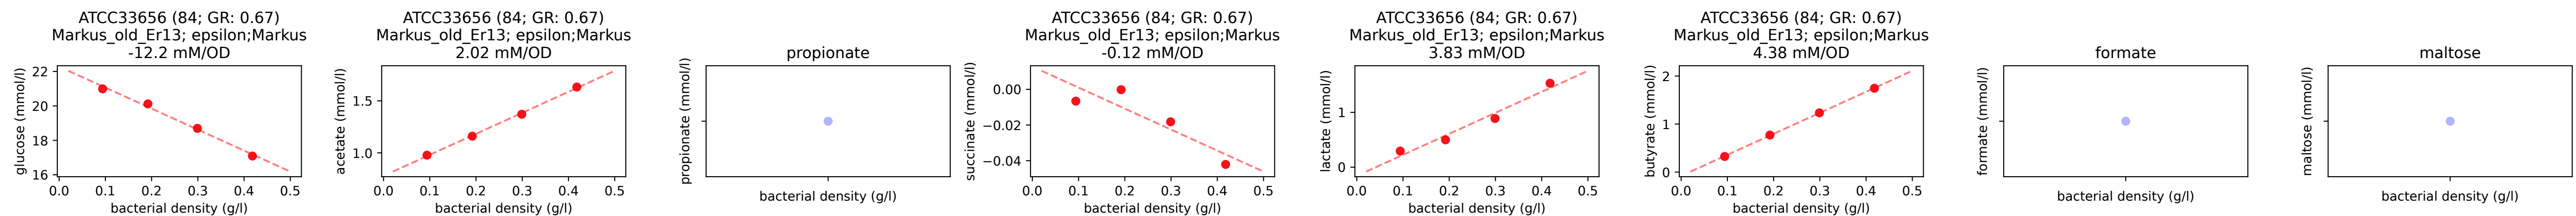 ATCC33656 (84; GR: 0.67)
Markus_old_Er13; epsilon;Markus
-12.2 mM/OD
glucose (mmol/l)
22
20
18
16
0.0 0.1 0.2 0.3 0.4 0.5
bacterial density (g/l)
ATCC33656 (84; GR: 0.67)
Markus_old_Er13; epsilon;Markus
2.02 mM/OD
acetate (mmol/l)
1.5
1.0
0.0 0.1 0.2 0.3 0.4 0.5
bacterial density (g/l)
propionate
propionate (mmol/l)
bacterial density (g/l)
ATCC33656 (84; GR: 0.67)
Markus_old_Er13; epsilon;Markus
-0.12 mM/OD
succinate (mmol/l)
0.00
−0.02
−0.04
0.0 0.1 0.2 0.3 0.4 0.5
bacterial density (g/l)
ATCC33656 (84; GR: 0.67)
Markus_old_Er13; epsilon;Markus
3.83 mM/OD
lactate (mmol/l)
1
0
0.0 0.1 0.2 0.3 0.4 0.5
bacterial density (g/l)
ATCC33656 (84; GR: 0.67)
Markus_old_Er13; epsilon;Markus
4.38 mM/OD
butyrate (mmol/l)
2
1
0
0.0 0.1 0.2 0.3 0.4 0.5
bacterial density (g/l)
formate
formate (mmol/l)
bacterial density (g/l)
maltose
maltose (mmol/l)
bacterial density (g/l)